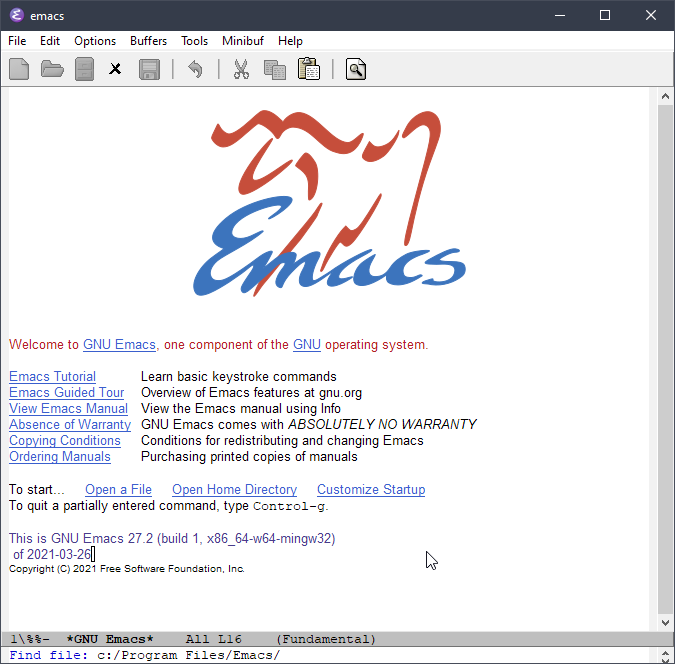 emacs
File Edit Options Buffers Tools Minibuf Help
Emacs
Welcome to GNU Emacs, one component of the GNU operating system.
Emacs Tutorial Learn basic keystroke commands
Emacs Guided Tour Overview of Emacs features at gnu.org
View Emacs Manual View the Emacs manual using Info
Absence of Warranty GNU Emacs comes with ABSOLUTELY NO WARRANTY
Copying Conditions Conditions for redistributing and changing Emacs
Ordering Manuals Purchasing printed copies of manuals
To start... Open a File Open Home Directory Customize Startup
To quit a partially entered command, type Control-g.
This is GNU Emacs 27.2 (build 1, x86_64-w64-mingw32)
of 2021-03-26
Copyright (C) 2021 Free Software Foundation, Inc.
1\%%- *GNU Emacs* All L16 (Fundamental)
Find file: c:/Program Files/Emacs/